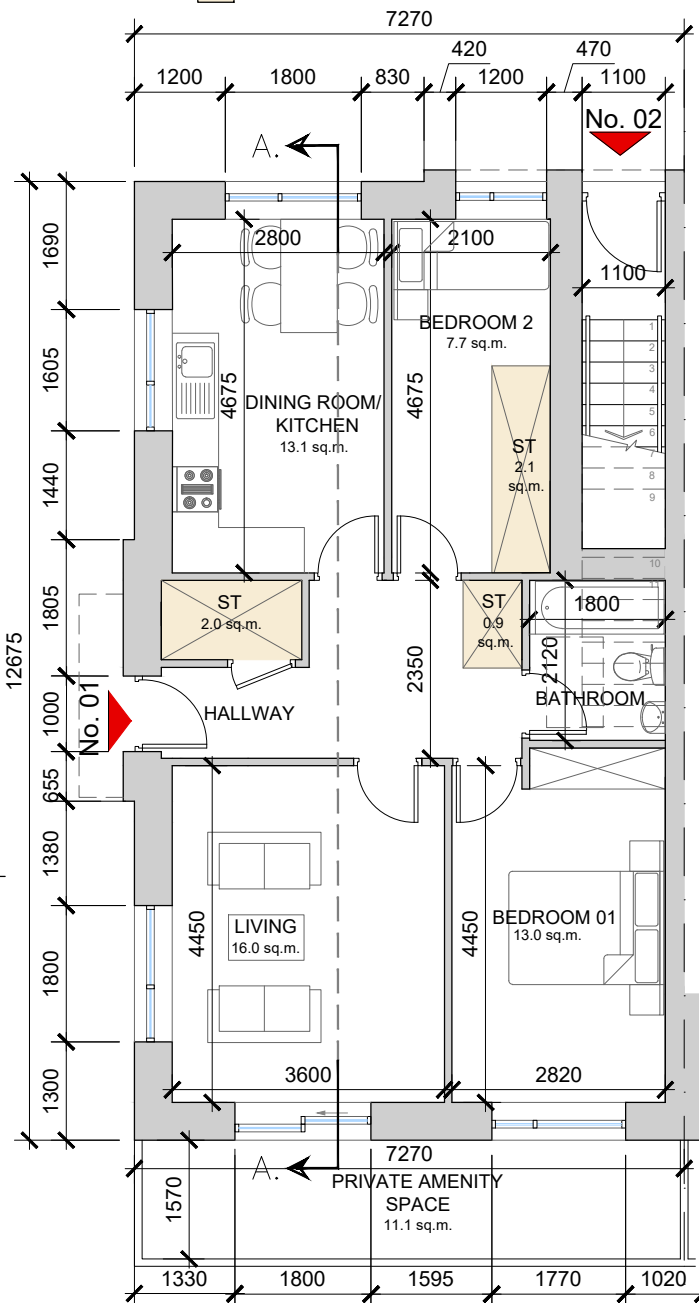 7270
420
470
1200
1800
830
1200
1100
No. 02
A.
2800
2100
1100
1690
BEDROOM 2
7.7 sq.m.
1
2
3
4
5
6
7
8
9
10
1605
4675
4675
DINING ROOM/
KITCHEN
13.1 sq.m.
ST
2.1
sq.m.
1440
1805
ST
2.0 sq.m.
ST
0.9
sq.m.
1800
12675
2350
2120
BATHROOM
1000
No. 01
HALLWAY
655
1380
4450
LIVING
16.0 sq.m.
4450
BEDROOM 01
13.0 sq.m.
1800
1300
3600
2820
A.
7270
PRIVATE AMENITY
SPACE
11.1 sq.m.
1570
1330
1800
1595
1770
1020